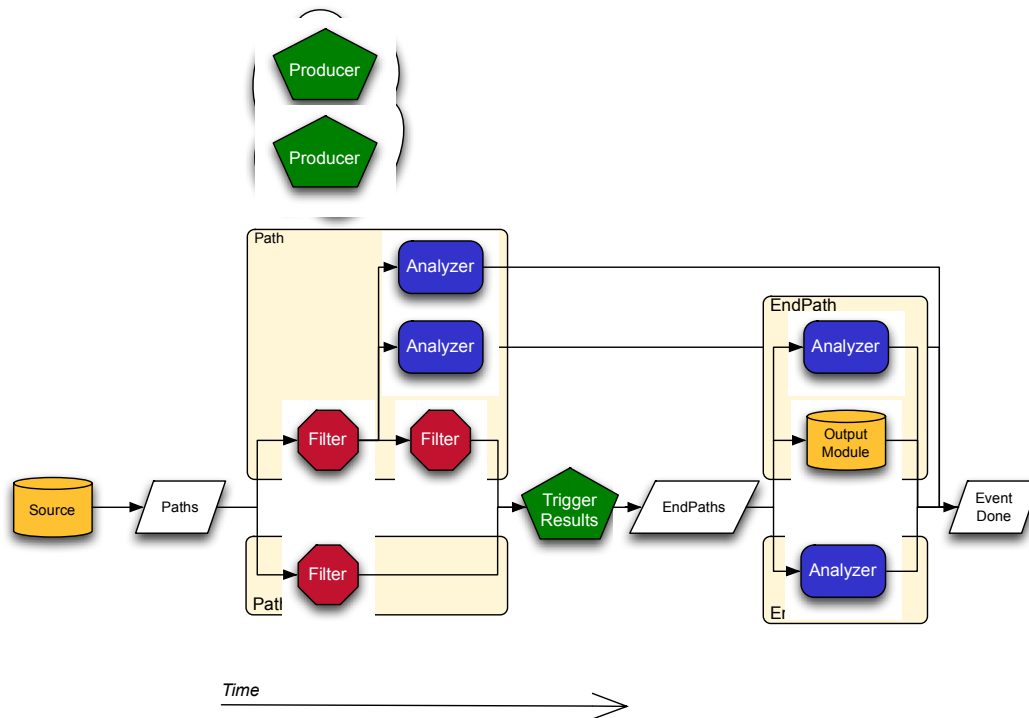 Producer
Producer
Path
Analyzer
Analyzer
EndPath
Analyzer
Filter
Filter
Output
Module
Source
Paths
Trigger
Results
EndPaths
Event
Done
Filter
Analyzer
Time